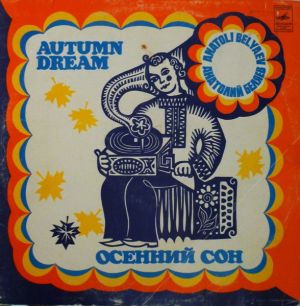 AUTUMN
DREAM
ANATOLI BELYAEV
АНАТОЛИЙ БЕЛЯЕВ
ОСЕННИЙ СОН